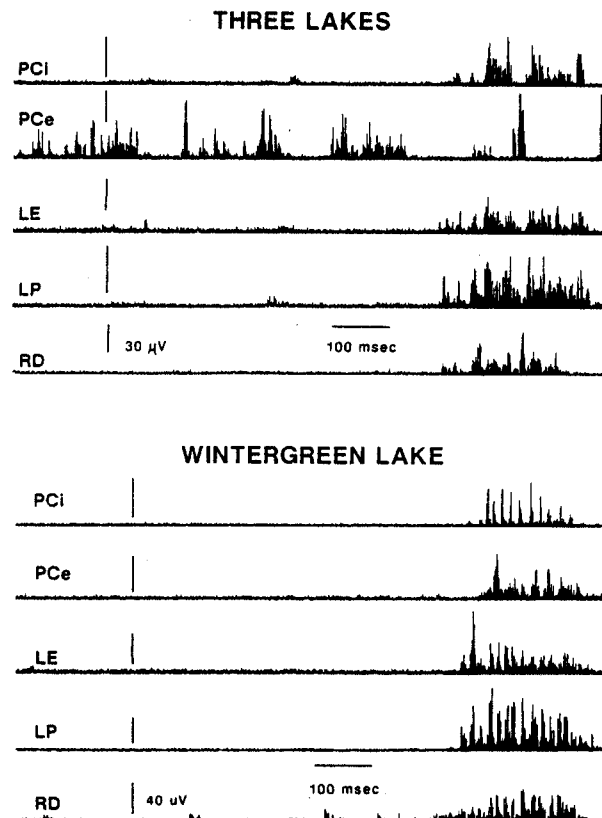 THREE LAKES
PCi
PCe
LE
LP
30 µV
100 msec
RD
WINTERGREEN LAKE
PCi
PCe
LE
LP
100 msec
40 uV
RD